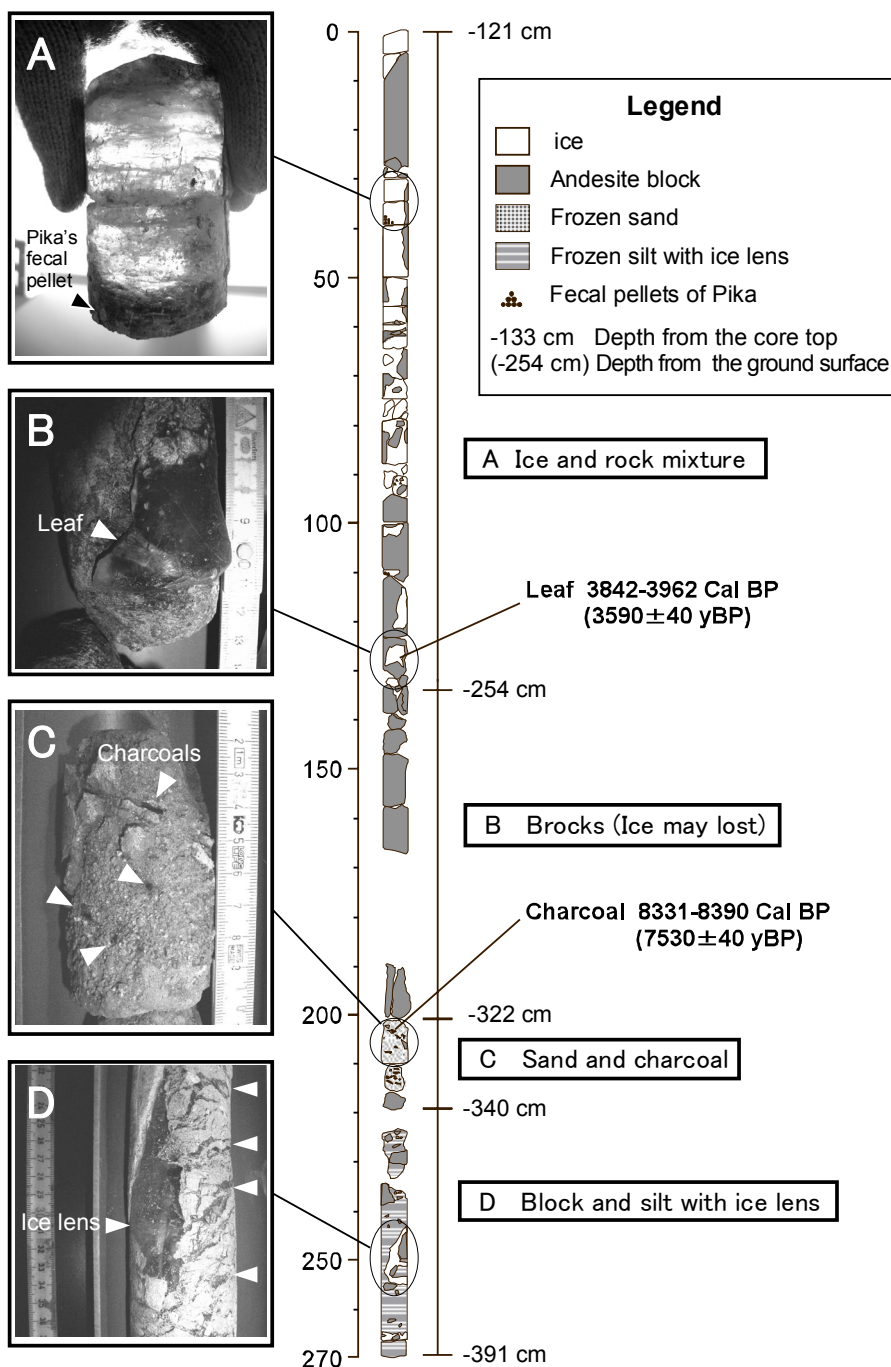 A
Pika's
fecal
pellet
B
Leaf
C
Charcoals
D
Ice lens
0
50
100
150
200
250
270
-121 cm
Legend
ice
Andesite block
Frozen sand
Frozen silt with ice lens
Fecal pellets of Pika
-133 cm Depth from the core top
(-254 cm) Depth from the ground surface
A Ice and rock mixture
Leaf 3842-3962 Cal BP
(3590±40 yBP)
-254 cm
B Brocks (Ice may lost)
Charcoal 8331-8390 Cal BP
(7530±40 yBP)
-322 cm
C Sand and charcoal
-340 cm
D Block and silt with ice lens
-391 cm